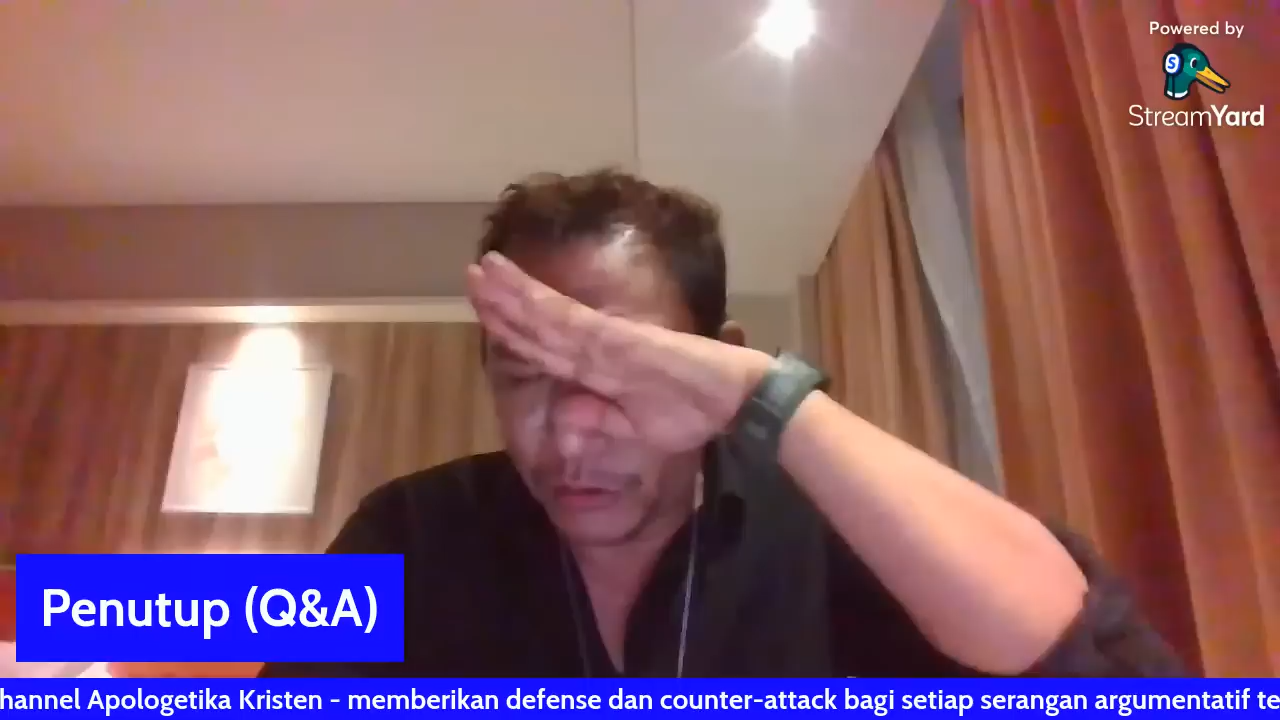 Powered by
StreamYard
Penutup (Q&A)
hannel Apologetika Kristen - memberikan defense dan counter-attack bagi setiap serangan argumentatif te